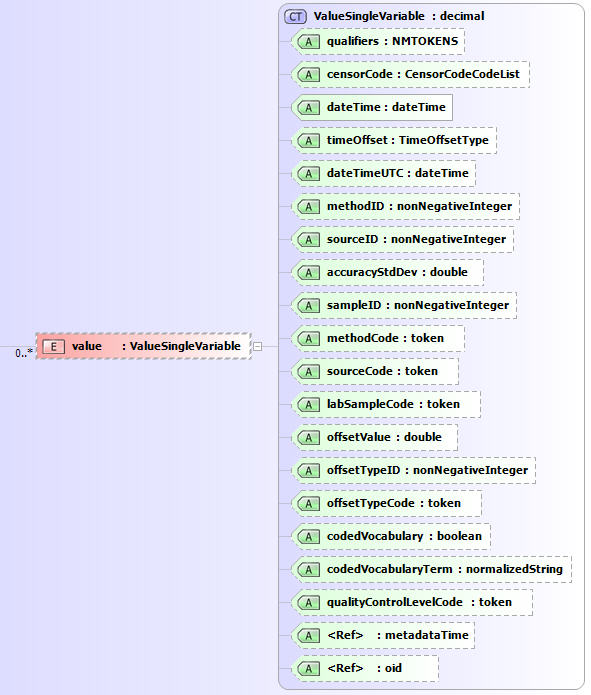 CT ValueSingleVariable : decimal
A qualifiers : NMTOKENS
A censorCode : CensorCodeCodeList
A dateTime : dateTime
A timeOffset : TimeOffsetType
A dateTimeUTC : dateTime
A methodID : nonNegativeInteger
A sourceID : nonNegativeInteger
A accuracyStdDev : double
A sampleID : nonNegativeInteger
0..* E value : ValueSingleVariable
A methodCode : token
A sourceCode : token
A labSampleCode : token
A offsetValue : double
A offsetTypeID : nonNegativeInteger
A offsetTypeCode : token
A codedVocabulary : boolean
A codedVocabularyTerm : normalizedString
A qualityControlLevelCode : token
A <Ref> : metadataTime
A <Ref> : oid